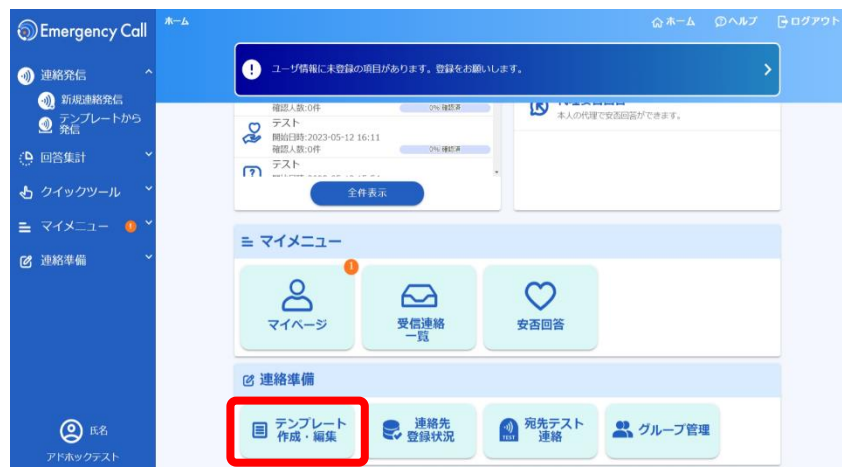 Emergency Call
ホーム
ホーム
ヘルプ
ログアウト
ユーザ情報に未登録の項目があります。登録をお願いします。
連絡発信
新規連絡発信
テンプレートから
発信
回答集計
クイックツール
マイメニュー
連絡準備
氏名
アドホックテスト
確認人数:0件
0% 確認済
テスト
開始日時:2023-05-12 16:11
確認人数:0件
0% 確認済
テスト
全件表示
本人の代理で安否回答ができます。
マイメニュー
1
マイページ
受信連絡
一覧
安否回答
連絡準備
テンプレート
作成・編集
連絡先
登録状況
TEST
宛先テスト
連絡
グループ管理